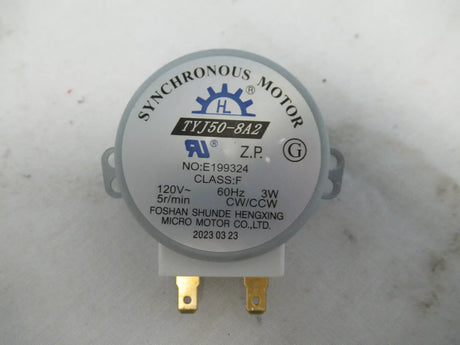 SYNCHRONOUS MOTOR
HL ®
TYJ50-8A2
RU ® Z.P. G
NO:E199324
CLASS:F
120V~ 60Hz 3W
5r/min CW/CCW
FOSHAN SHUNDE HENGXING
MICRO MOTOR CO.,LTD.
2023 03 23